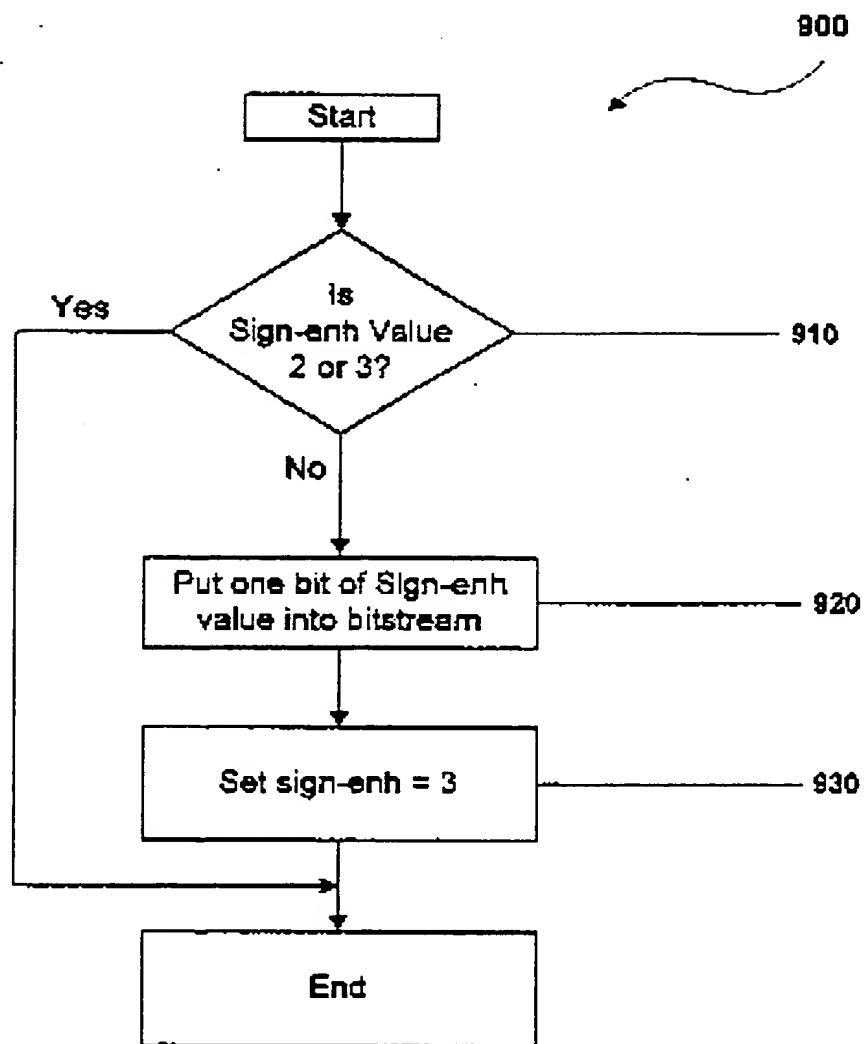 900
Start
Is
Sign-enh Value
2 or 3?
Yes
910
No
Put one bit of Sign-enh
value into bitstream
920
Set sign-enh = 3
930
End